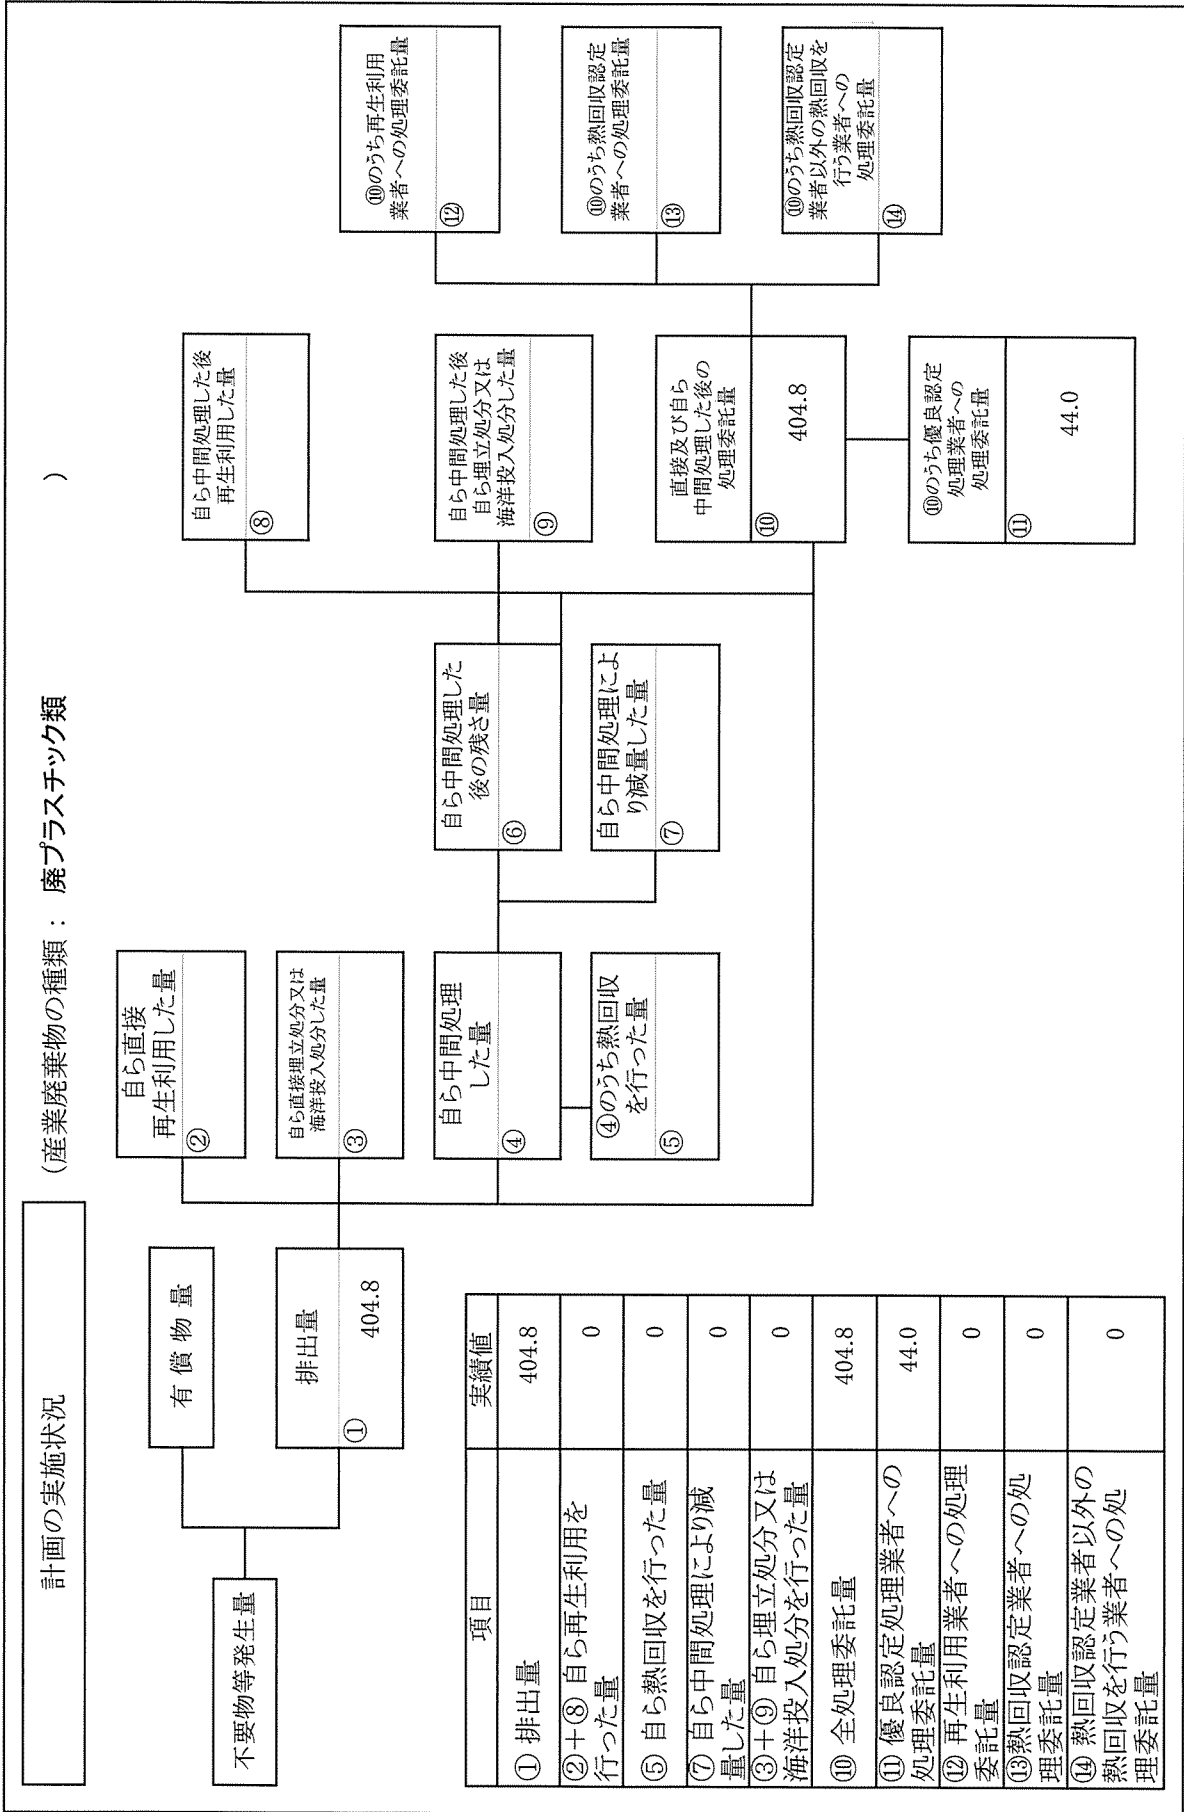 計画の実施状況
(産業廃棄物の種類： 廃プラスチック類 )
不要物等発生量
有 償 物 量
排出量
① 404.8
自ら直接
再生利用した量
②
自ら直接埋立処分又は
海洋投入処分した量
③
自ら中間処理
した量
④
④のうち熱回収
を行った量
⑤
自ら中間処理した
後の残さ量
⑥
自ら中間処理によ
り減量した量
⑦
自ら中間処理した後
再生利用した量
⑧
自ら中間処理した後
自ら埋立処分又は
海洋投入処分した量
⑨
直接及び自ら
中間処理した後の
処理委託量
⑩ 404.8
⑩のうち優良認定
処理業者への
処理委託量
⑪ 44.0
⑩のうち再生利用
業者への処理委託量
⑫
⑩のうち熱回収認定
業者への処理委託量
⑬
⑩のうち熱回収認定
業者以外の熱回収を
行う業者への
処理委託量
⑭
項目 実績値
① 排出量 404.8
②＋⑧ 自ら再生利用を
行った量 0
⑤ 自ら熱回収を行った量 0
⑦ 自ら中間処理により減
量した量 0
③＋⑨ 自ら埋立処分又は
海洋投入処分を行った量 0
⑩ 全処理委託量 404.8
⑪ 優良認定処理業者への
処理委託量 44.0
⑫ 再生利用業者への処理
委託量 0
⑬熱回収認定業者への処
理委託量 0
⑭ 熱回収認定業者以外の
熱回収を行う業者への処
理委託量 0